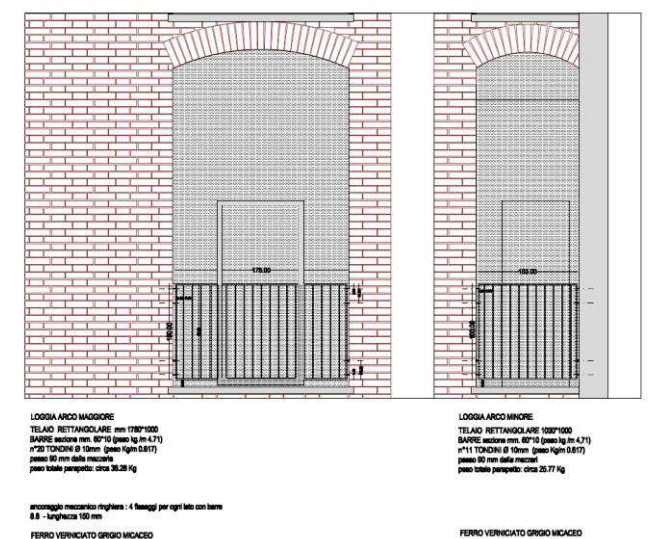 178.00
103.00
100.00
100.00
LOGGIA ARCO MAGGIORE
TELAIO RETTANGOLARE mm 1780*1000
BARRE sezione mm. 60*10 (peso kg /m 4.71)
n°20 TONDINI Ø 10mm (peso Kg/m 0.617)
passo 90 mm dalla mezzeria
peso totale parapetto: circa 38.28 Kg
ancoraggio meccanico ringhiera : 4 fissaggi per ogni lato con barre
8.8 - lunghezza 150 mm
FERRO VERNICIATO GRIGIO MICACEO
LOGGIA ARCO MINORE
TELAIO RETTANGOLARE 1030*1000
BARRE sezione mm. 60*10 (peso kg /m 4,71)
n°11 TONDINI Ø 10mm (peso Kg/m 0.617)
passo 90 mm dalla mezzeri
peso totale parapetto: circa 25.77 Kg
FERRO VERNICIATO GRIGIO MICACEO